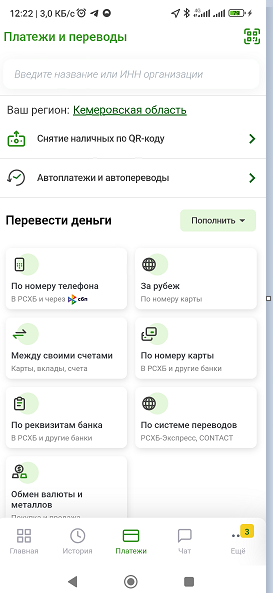 12:22 | 3,0 КБ/с
4G
Платежи и переводы
Введите название или ИНН организации
Ваш регион: Кемеровская область
Снятие наличных по QR-коду
Автоплатежи и автопереводы
Перевести деньги
Пополнить
По номеру телефона
В РСХБ и через сбп
За рубеж
По номеру карты
Между своими счетами
Карты, вклады, счета
По номеру карты
В РСХБ и другие банки
По реквизитам банка
В РСХБ и другие банки
По системе переводов
РСХБ-Экспресс, CONTACT
Обмен валюты и
металлов
Покупка и продажа
3
Главная
История
Платежи
Чат
Ещё